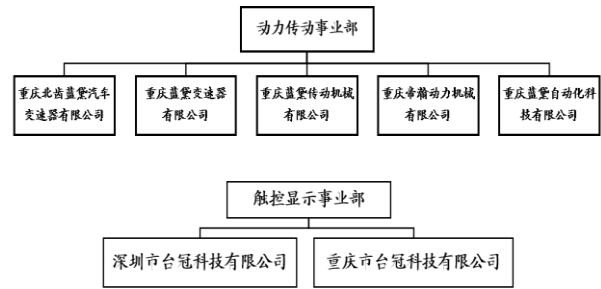 动力传动事业部
重庆北齿蓝黛汽车
变速器有限公司
重庆蓝黛变速器
有限公司
重庆蓝黛传动机械
有限公司
重庆帝瀚动力机械
有限公司
重庆蓝黛自动化科
技有限公司
触控显示事业部
深圳市台冠科技有限公司
重庆市台冠科技有限公司